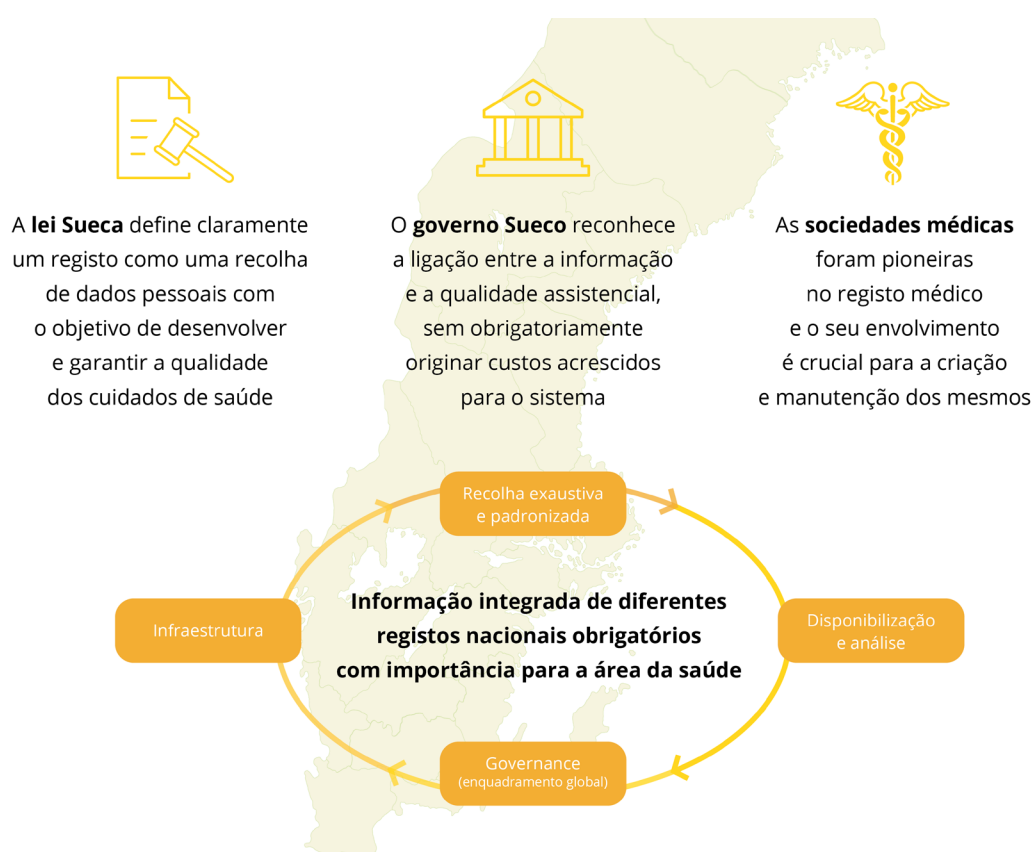 A lei Sueca define claramente
um registo como uma recolha
de dados pessoais com
o objetivo de desenvolver
e garantir a qualidade
dos cuidados de saúde
O governo Sueco reconhece
a ligação entre a informação
e a qualidade assistencial,
sem obrigatoriamente
originar custos acrescidos
para o sistema
As sociedades médicas
foram pioneiras
no registo médico
e o seu envolvimento
é crucial para a criação
e manutenção dos mesmos
Recolha exaustiva
e padronizada
Infraestrutura
Informação integrada de diferentes
registos nacionais obrigatórios
com importância para a área da saúde
Disponibilização
e análise
Governance
(enquadramento global)